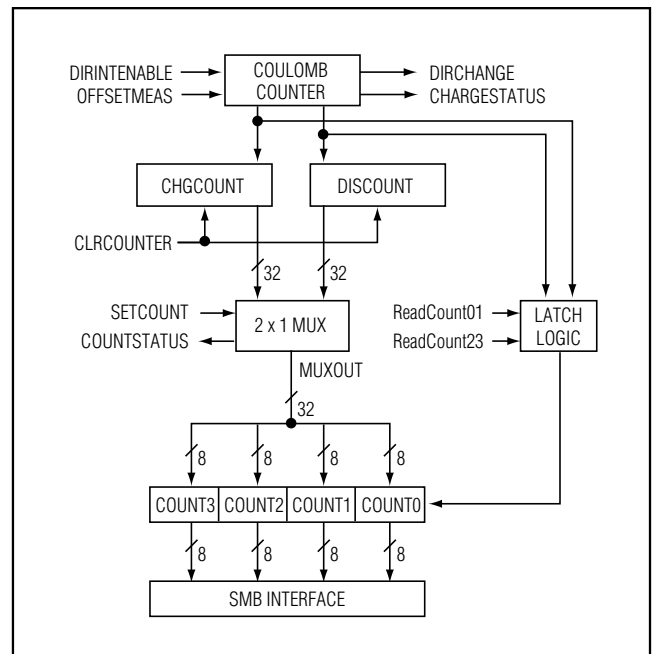 DIRINTENABLE
OFFSETMEAS
COULOMB
COUNTER
DIRCHANGE
CHARGESTATUS
CHGCOUNT
DISCOUNT
CLRCOUNTER
32
32
SETCOUNT
COUNTSTATUS
2 x 1 MUX
ReadCount01
ReadCount23
LATCH
LOGIC
MUXOUT
32
8
8
8
8
COUNT3
COUNT2
COUNT1
COUNT0
8
8
8
8
SMB INTERFACE